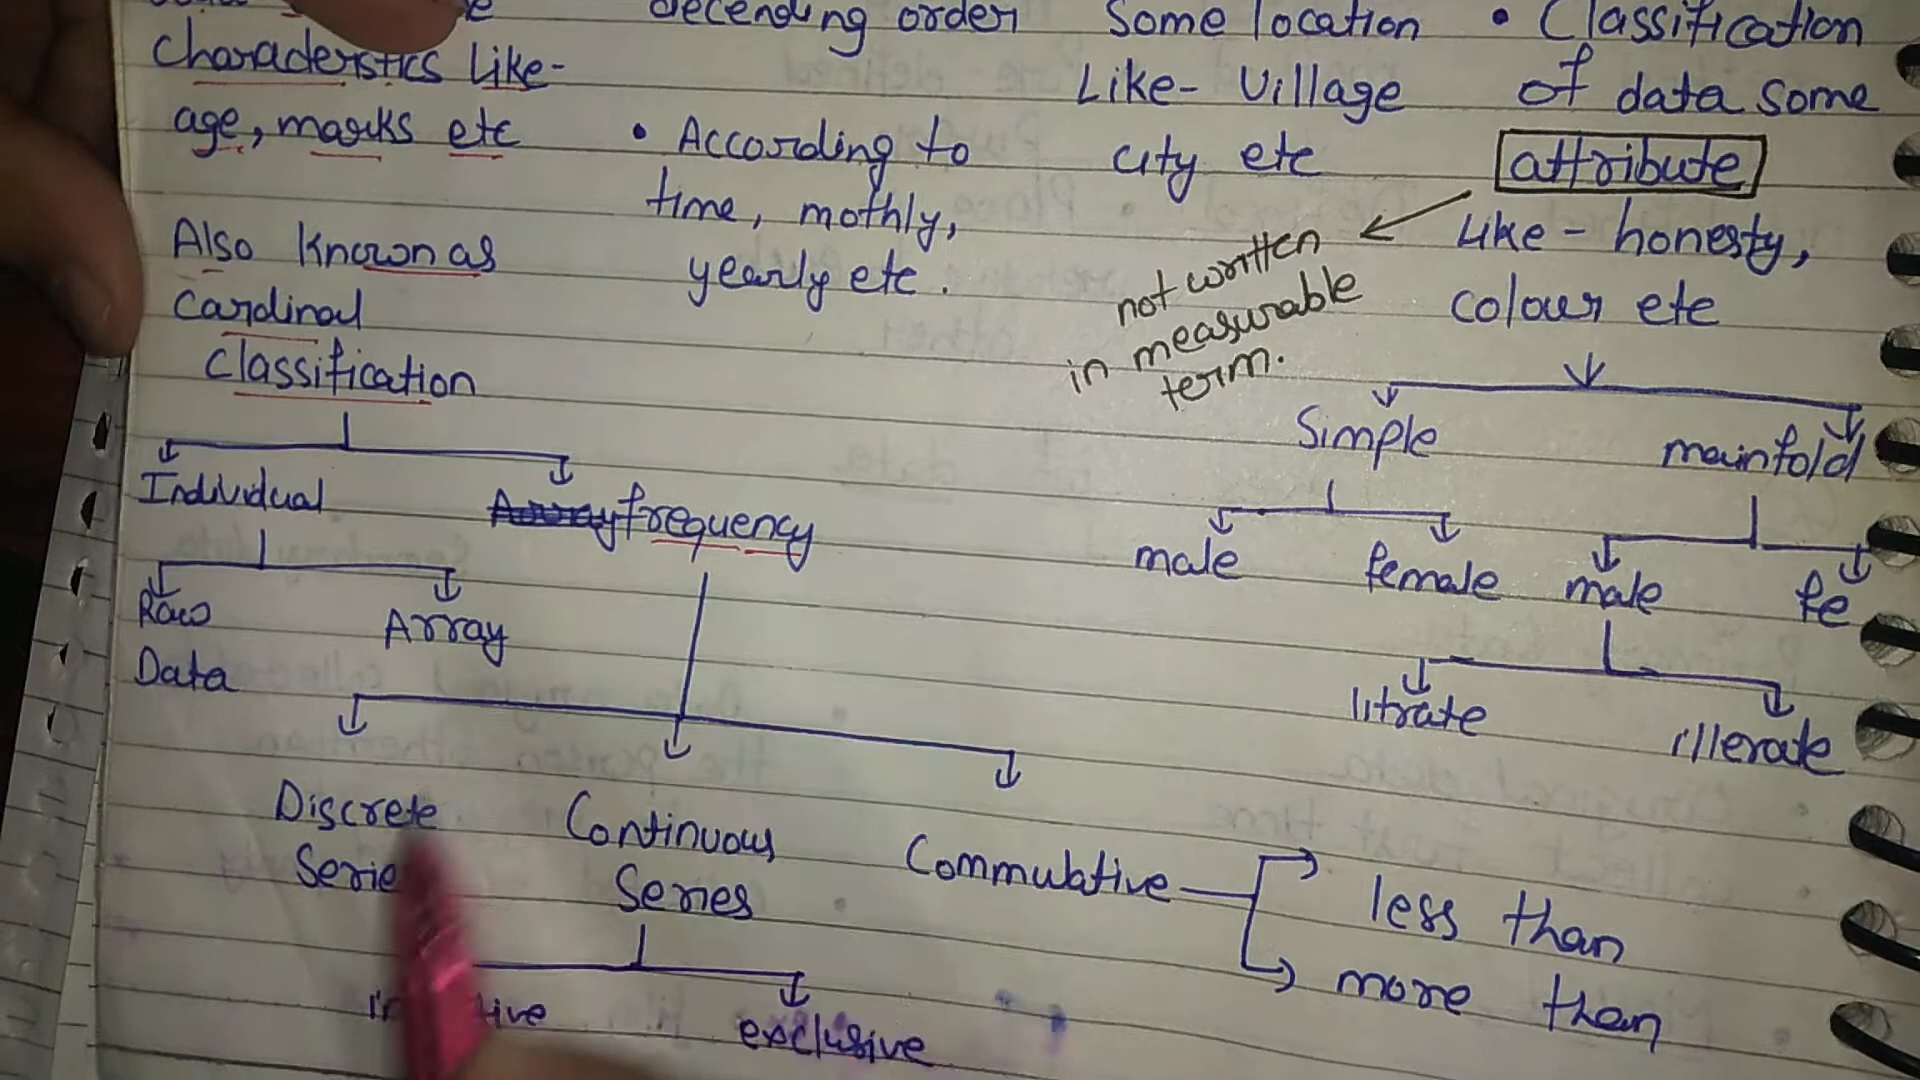 decending order
Some location
• Classification
Characteristics Like-
Like- Village
of data some
age, marks etc
• According to
city etc
attribute
time, mothly,
Like - honesty,
Also Known as
yearly etc.
not written
in measurable
term.
colour etc
Cardinal
Classification
Simple
mainfold
Individual
frequency
male
female
male
fe
Raw
Data
Array
litrate
illerate
Discrete
Serie
Continuous
Series
Commulative
less than
more than
exclusive